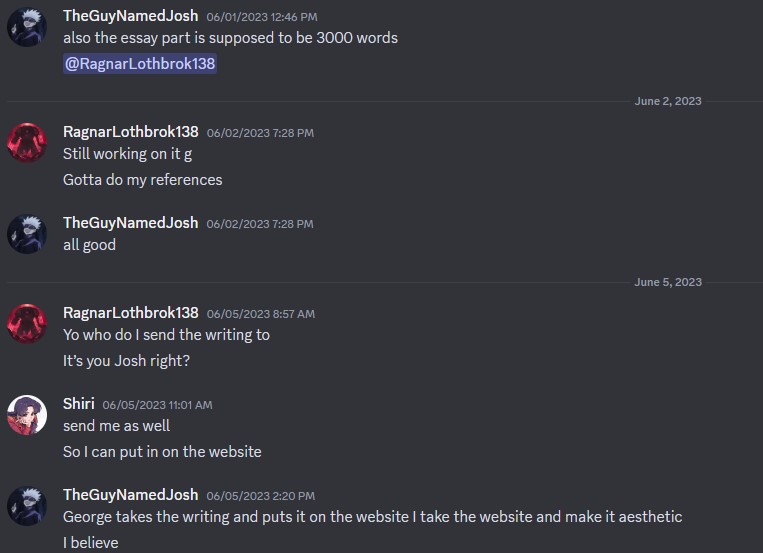 TheGuyNamedJosh 06/01/2023 12:46 PM
also the essay part is supposed to be 3000 words
@RagnarLothbrok138
June 2, 2023
RagnarLothbrok138 06/02/2023 7:28 PM
Still working on it g
Gotta do my references
TheGuyNamedJosh 06/02/2023 7:28 PM
all good
June 5, 2023
RagnarLothbrok138 06/05/2023 8:57 AM
Yo who do I send the writing to
It's you Josh right?
Shiri 06/05/2023 11:01 AM
send me as well
So I can put in on the website
TheGuyNamedJosh 06/05/2023 2:20 PM
George takes the writing and puts it on the website I take the website and make it aesthetic
I believe